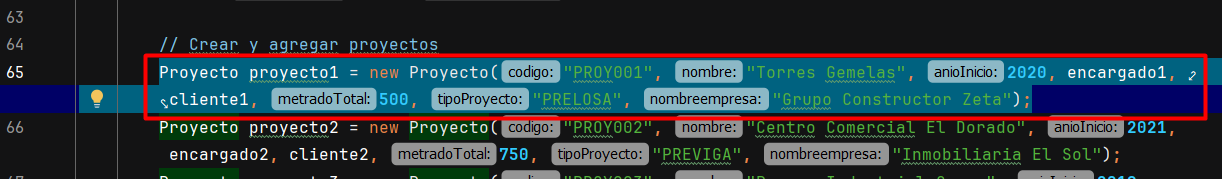 63
64 // Crear y agregar proyectos
65 Proyecto proyecto1 = new Proyecto( codigo: "PROY001", nombre: "Torres Gemelas", anioInicio: 2020, encargado1,
cliente1, metradoTotal: 500, tipoProyecto: "PRELOSA", nombreempresa: "Grupo Constructor Zeta");
66 Proyecto proyecto2 = new Proyecto( codigo: "PROY002", nombre: "Centro Comercial El Dorado", anioInicio: 2021,
encargado2, cliente2, metradoTotal: 750, tipoProyecto: "PREVIGA", nombreempresa: "Inmobiliaria El Sol");